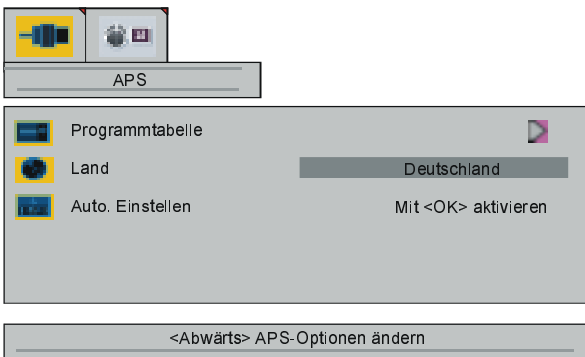 APS
Programmtabelle
Land Deutschland
Auto. Einstellen Mit <OK> aktivieren
<Abwärts> APS-Optionen ändern